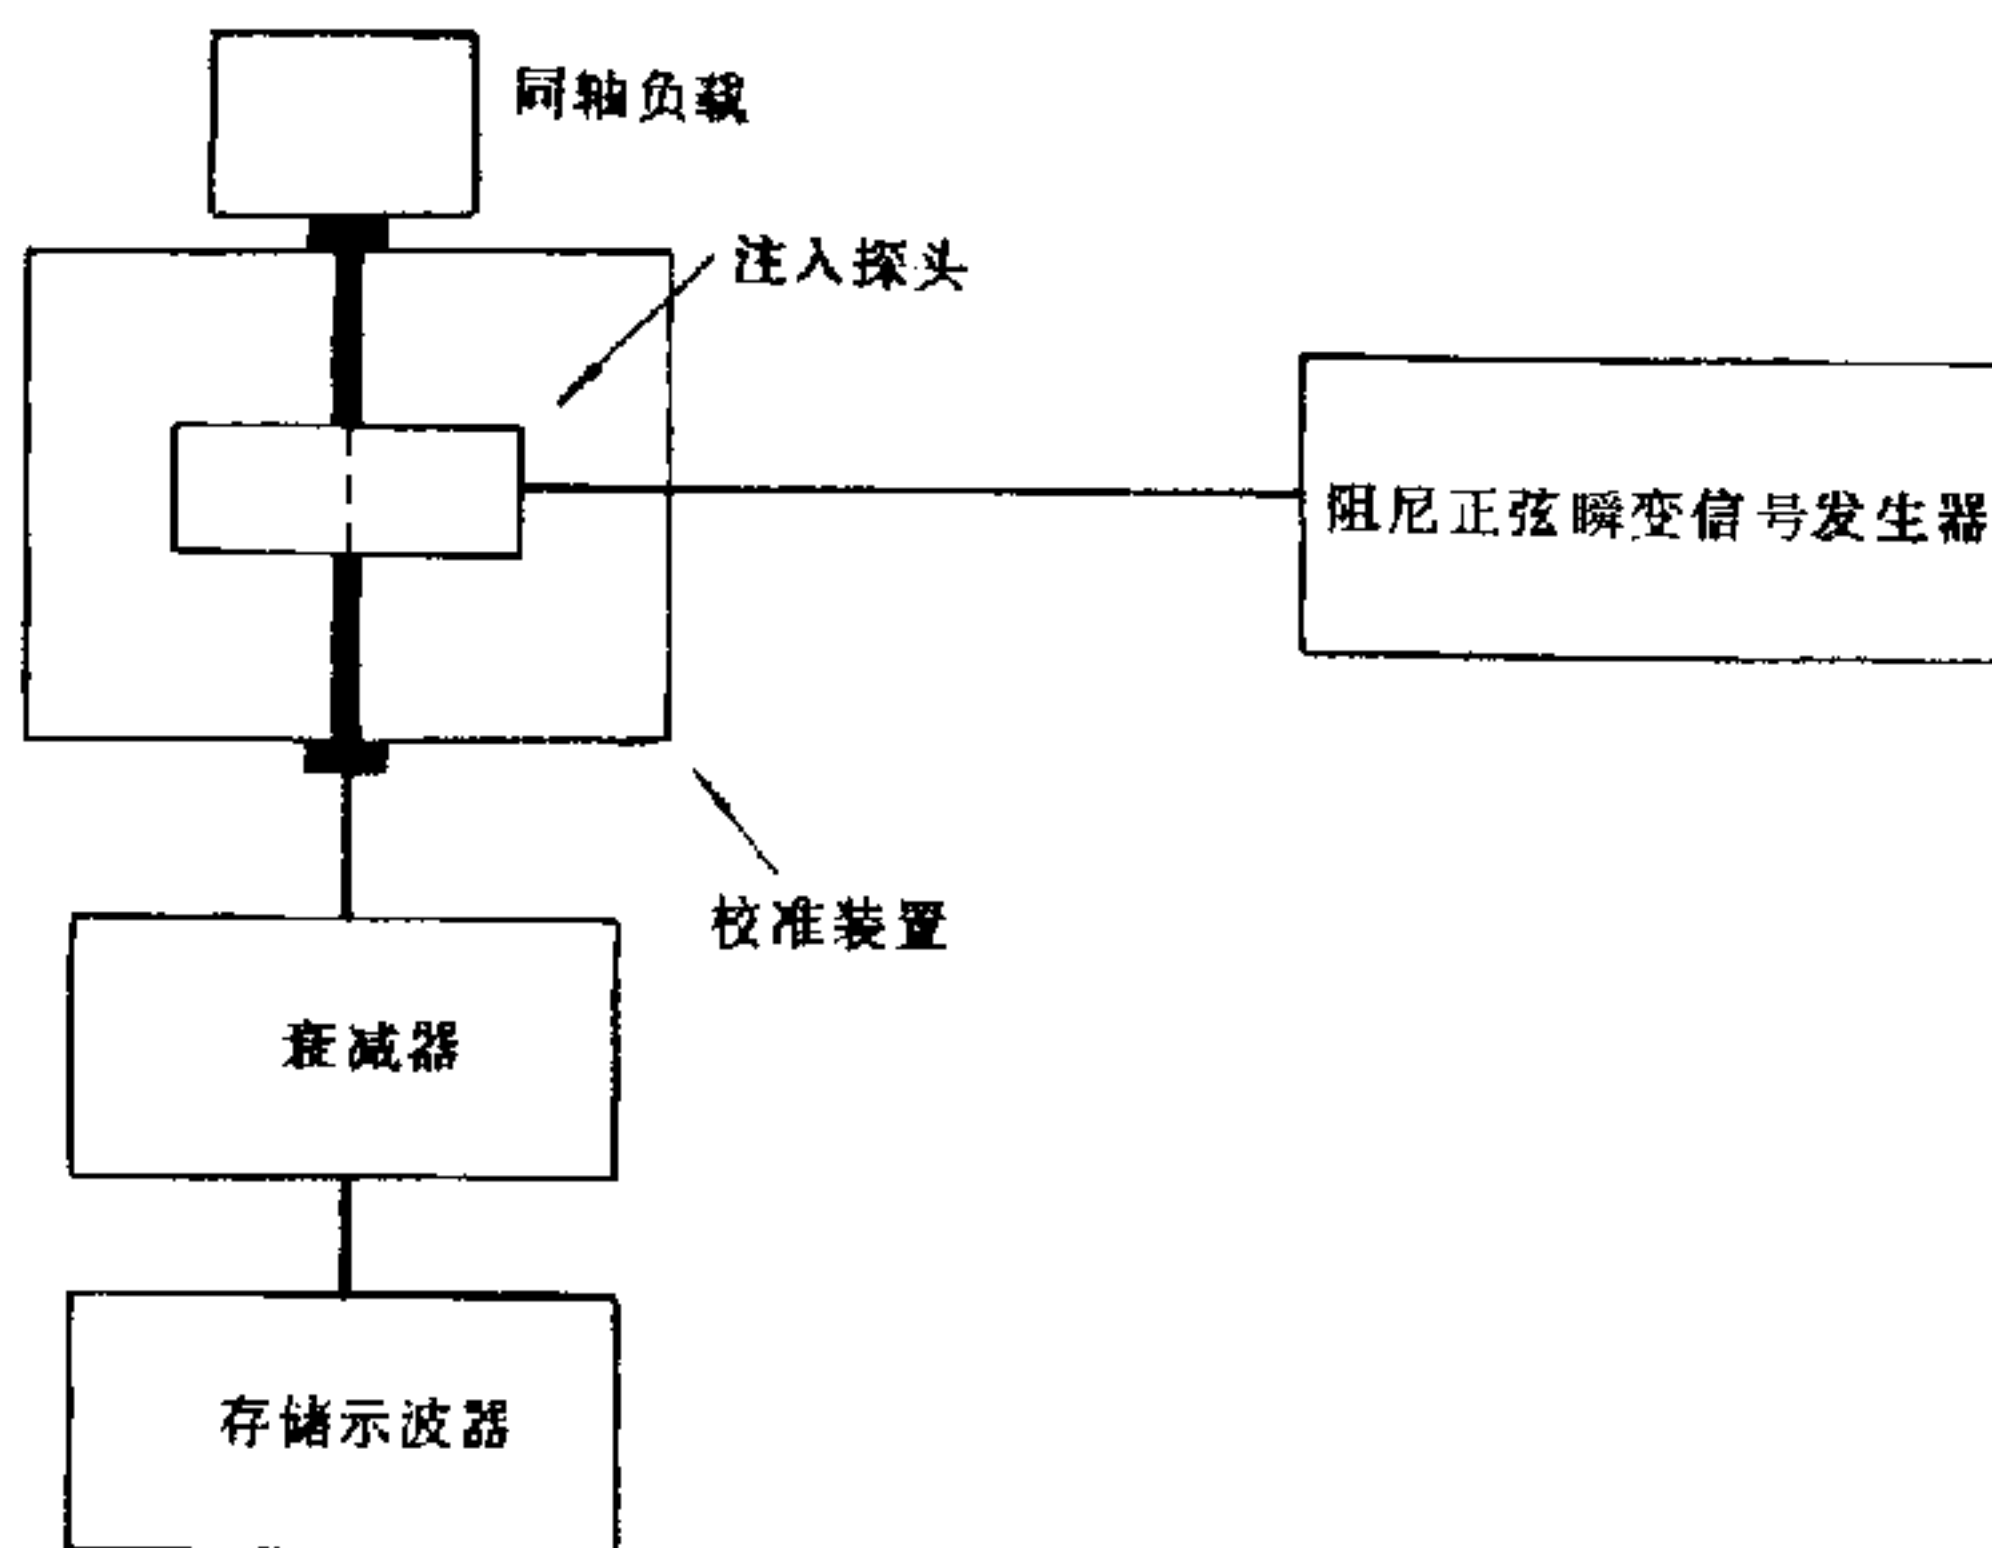 同轴负载
注入探头
阻尼正弦瞬变信号发生器
校准装置
衰减器
存储示波器